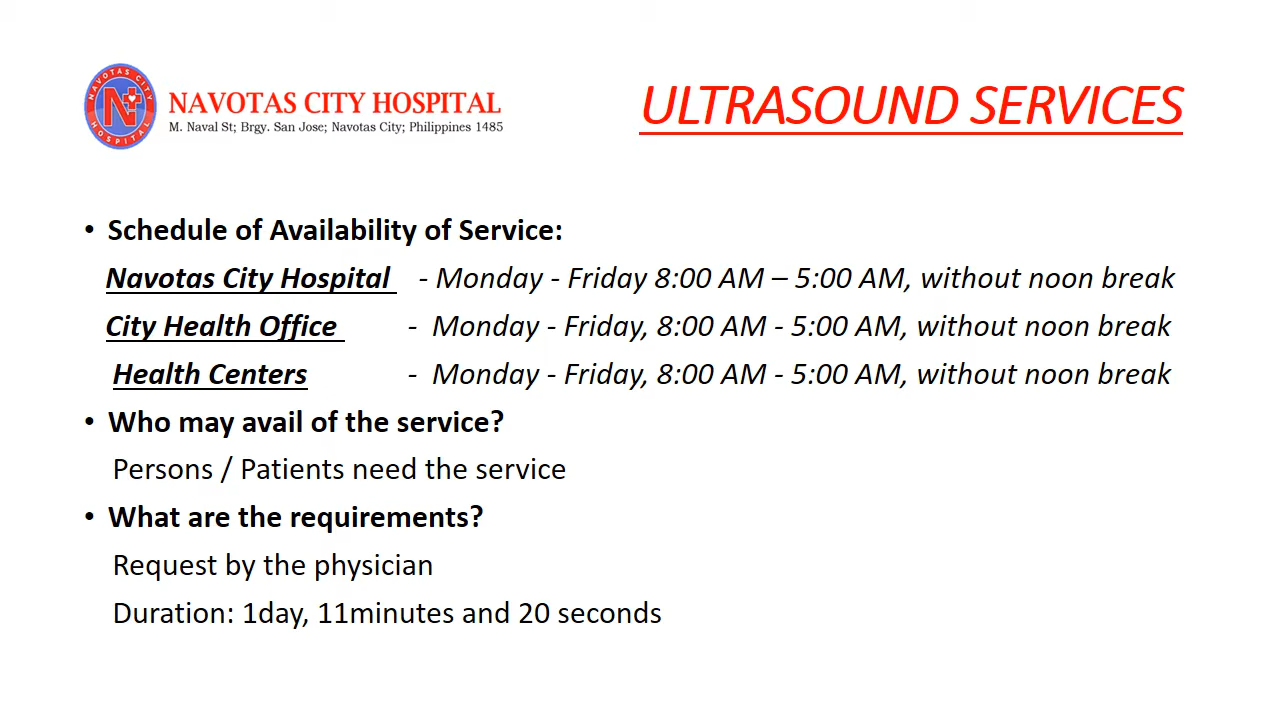 NAVOTAS CITY HOSPITAL
N
NAVOTAS CITY HOSPITAL
M. Naval St; Brgy. San Jose; Navotas City; Philippines 1485
ULTRASOUND SERVICES
• Schedule of Availability of Service:
Navotas City Hospital - Monday - Friday 8:00 AM – 5:00 AM, without noon break
City Health Office - Monday - Friday, 8:00 AM - 5:00 AM, without noon break
Health Centers - Monday - Friday, 8:00 AM - 5:00 AM, without noon break
• Who may avail of the service?
Persons / Patients need the service
• What are the requirements?
Request by the physician
Duration: 1day, 11minutes and 20 seconds